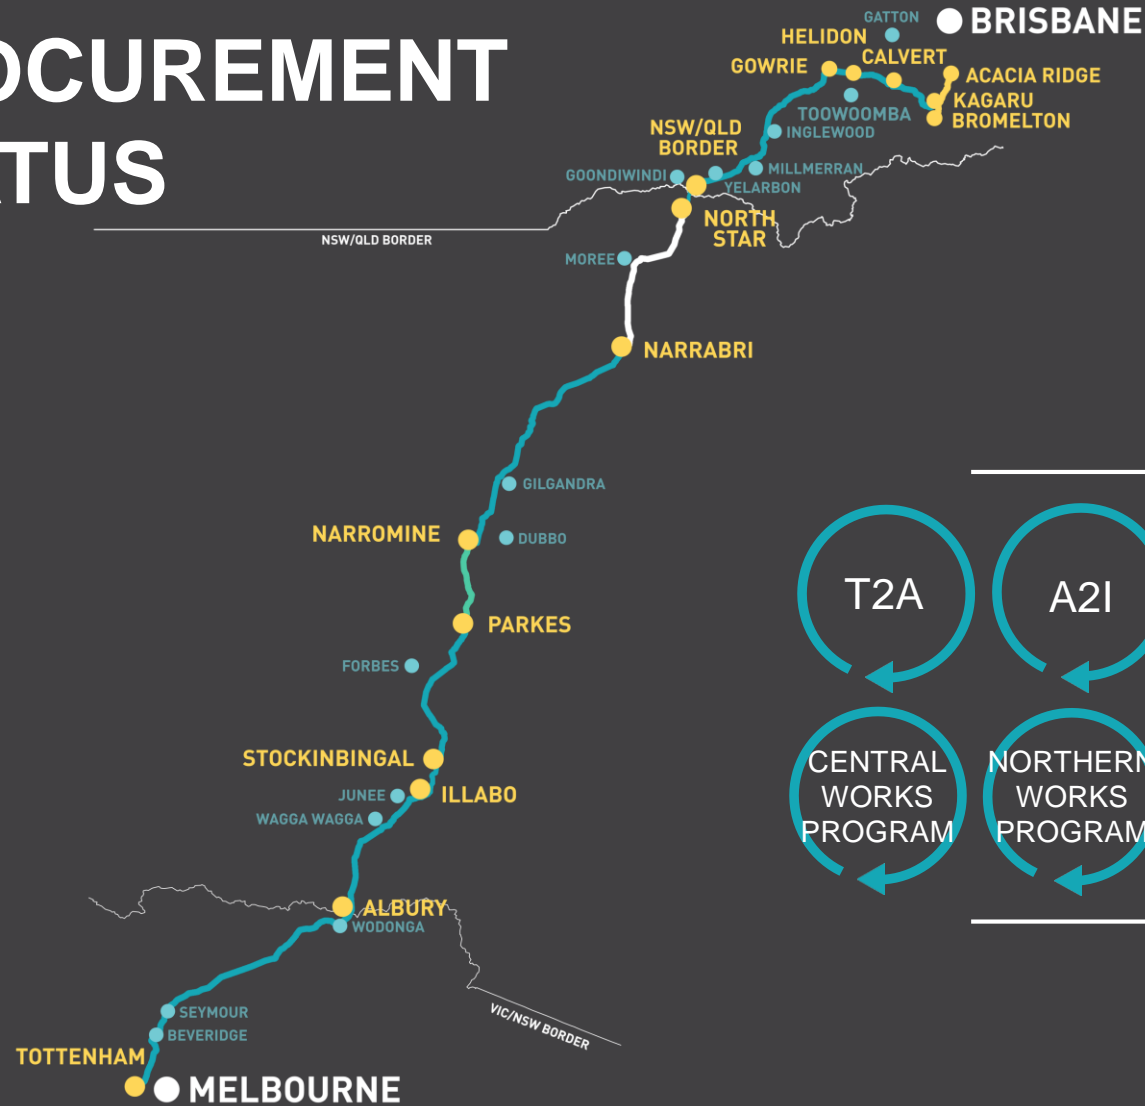 OCUREMENT
ATUS
GATTON
BRISBANE
HELIDON
CALVERT
GOWRIE
ACACIA RIDGE
KAGARU
TOOWOOMBA
BROMELTON
NSW/QLD
BORDER
INGLEWOOD
GOONDIWINDI
MILLMERRAN
YELARBON
NORTH
STAR
NSW/QLD BORDER
MOREE
NARRABRI
GILGANDRA
NARROMINE
DUBBO
PARKES
FORBES
STOCKINBINGAL
JUNEE
ILLABO
WAGGA WAGGA
ALBURY
WODONGA
SEYMOUR
VIC/NSW BORDER
BEVERIDGE
TOTTENHAM
MELBOURNE
T2A
A2I
CENTRAL
WORKS
PROGRAM
NORTHERN
WORKS
PROGRAM